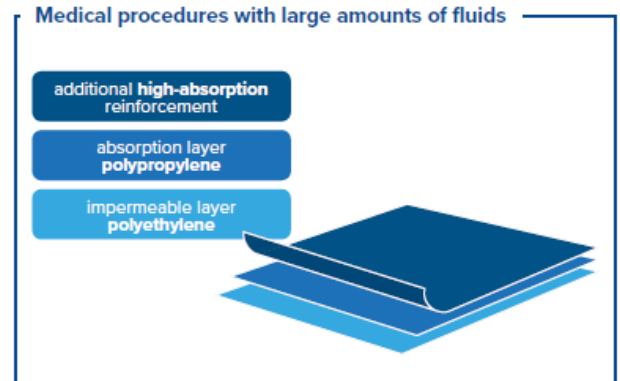 Medical procedures with large amounts of fluids
additional high-absorption
reinforcement
absorption layer
polypropylene
impermeable layer
polyethylene